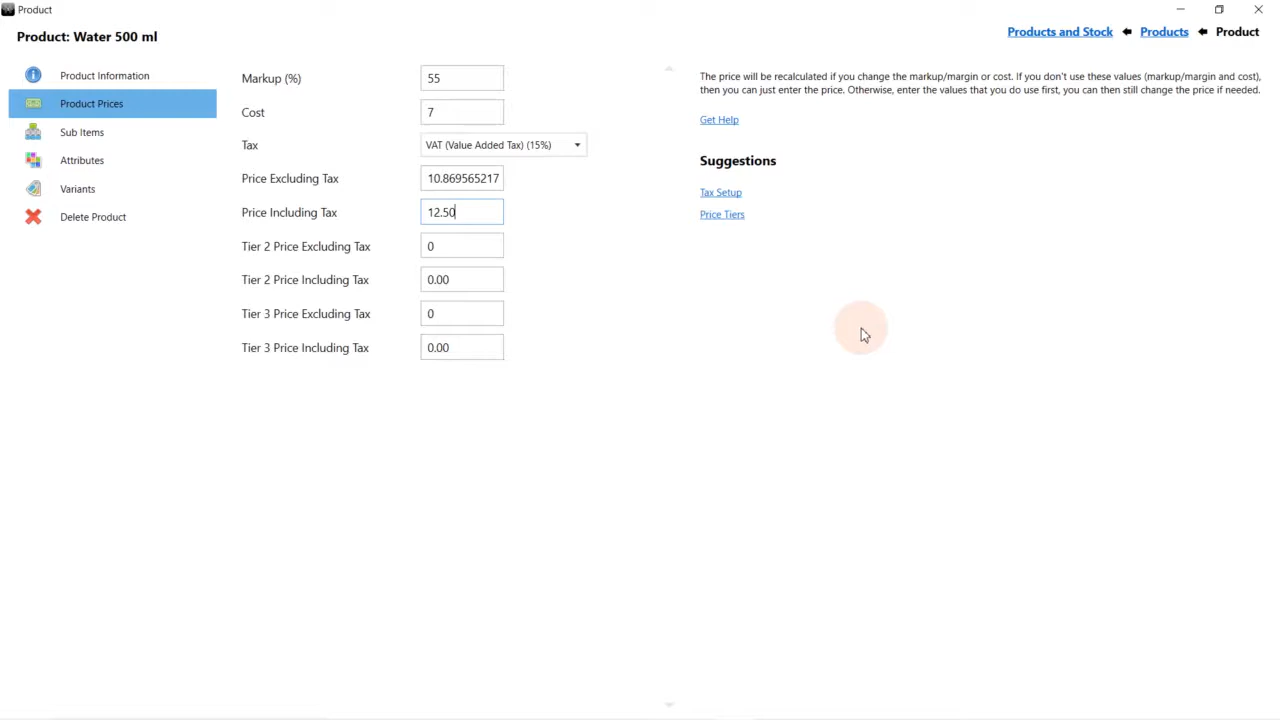 Product
Product: Water 500 ml
Products and Stock
Products
Product
Product Information
Product Prices
Sub Items
Attributes
Variants
Delete Product
Markup (%)
55
Cost
7
Tax
VAT (Value Added Tax) (15%)
Price Excluding Tax
10.869565217
Price Including Tax
12.50
Tier 2 Price Excluding Tax
0
Tier 2 Price Including Tax
0.00
Tier 3 Price Excluding Tax
0
Tier 3 Price Including Tax
0.00
The price will be recalculated if you change the markup/margin or cost. If you don't use these values (markup/margin and cost),
then you can just enter the price. Otherwise, enter the values that you do use first, you can then still change the price if needed.
Get Help
Suggestions
Tax Setup
Price Tiers